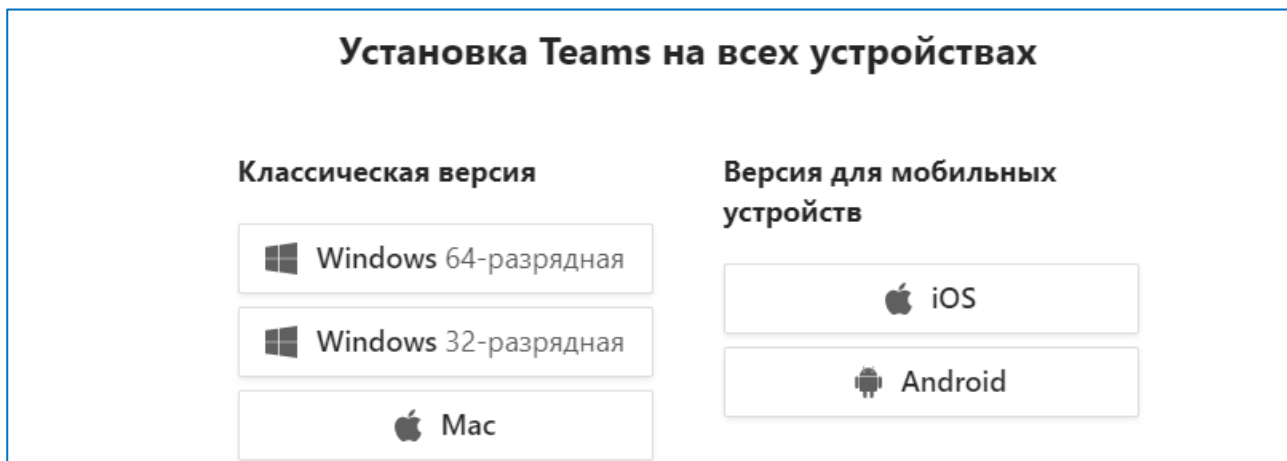 Установка Teams на всех устройствах
Классическая версия
Windows 64-разрядная
Windows 32-разрядная
Mac
Версия для мобильных
устройств
iOS
Android